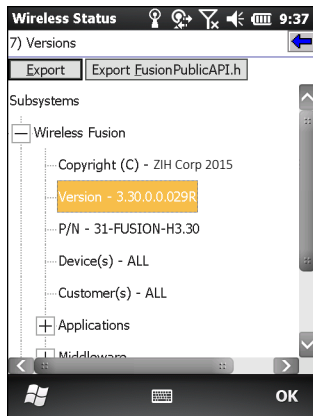 Wireless Status 9:37
7) Versions
Export Export FusionPublicAPI.h
Subsystems
Wireless Fusion
Copyright (C) - ZIH Corp 2015
Version - 3.30.0.0.029R
P/N - 31-FUSION-H3.30
Device(s) - ALL
Customer(s) - ALL
Applications
Middleware
OK